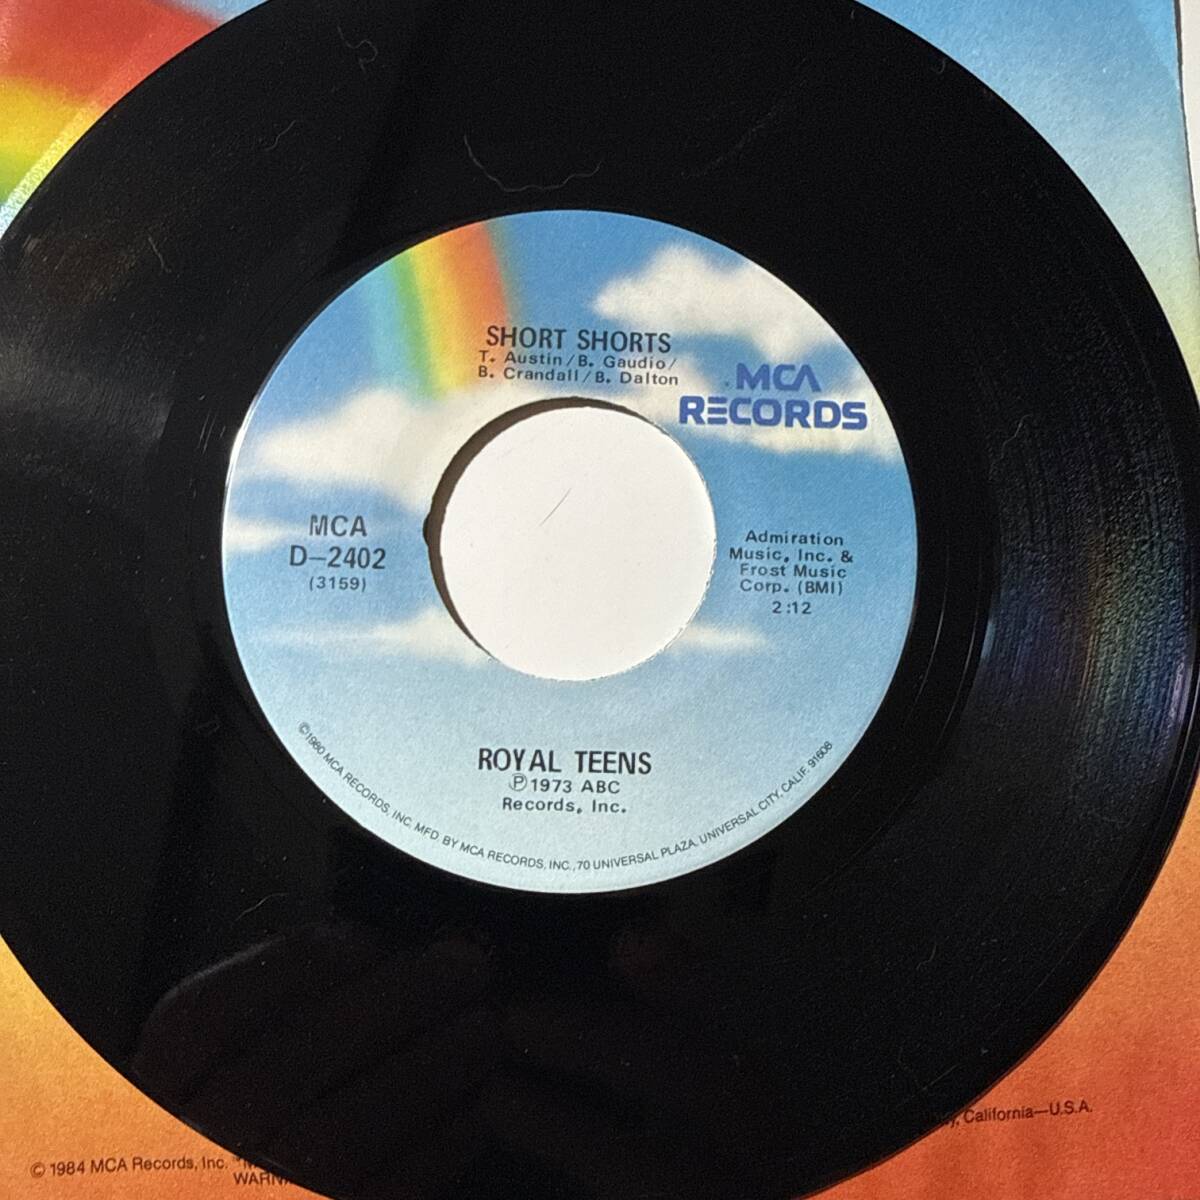 SHORT SHORTS
T. Austin/B. Gaudio/
B. Crandall/B. Dalton
MCA
RECORDS
MCA
D-2402
(3159)
Admiration
Music, Inc. &
Frost Music
Corp. (BMI)
2:12
ROYAL TEENS
Ⓟ1973 ABC
Records, Inc.
©1980 MCA RECORDS, INC. MFD BY MCA RECORDS, INC., 70 UNIVERSAL PLAZA, UNIVERSAL CITY, CALIF. 91608
California—U.S.A.
© 1984 MCA Records, Inc.